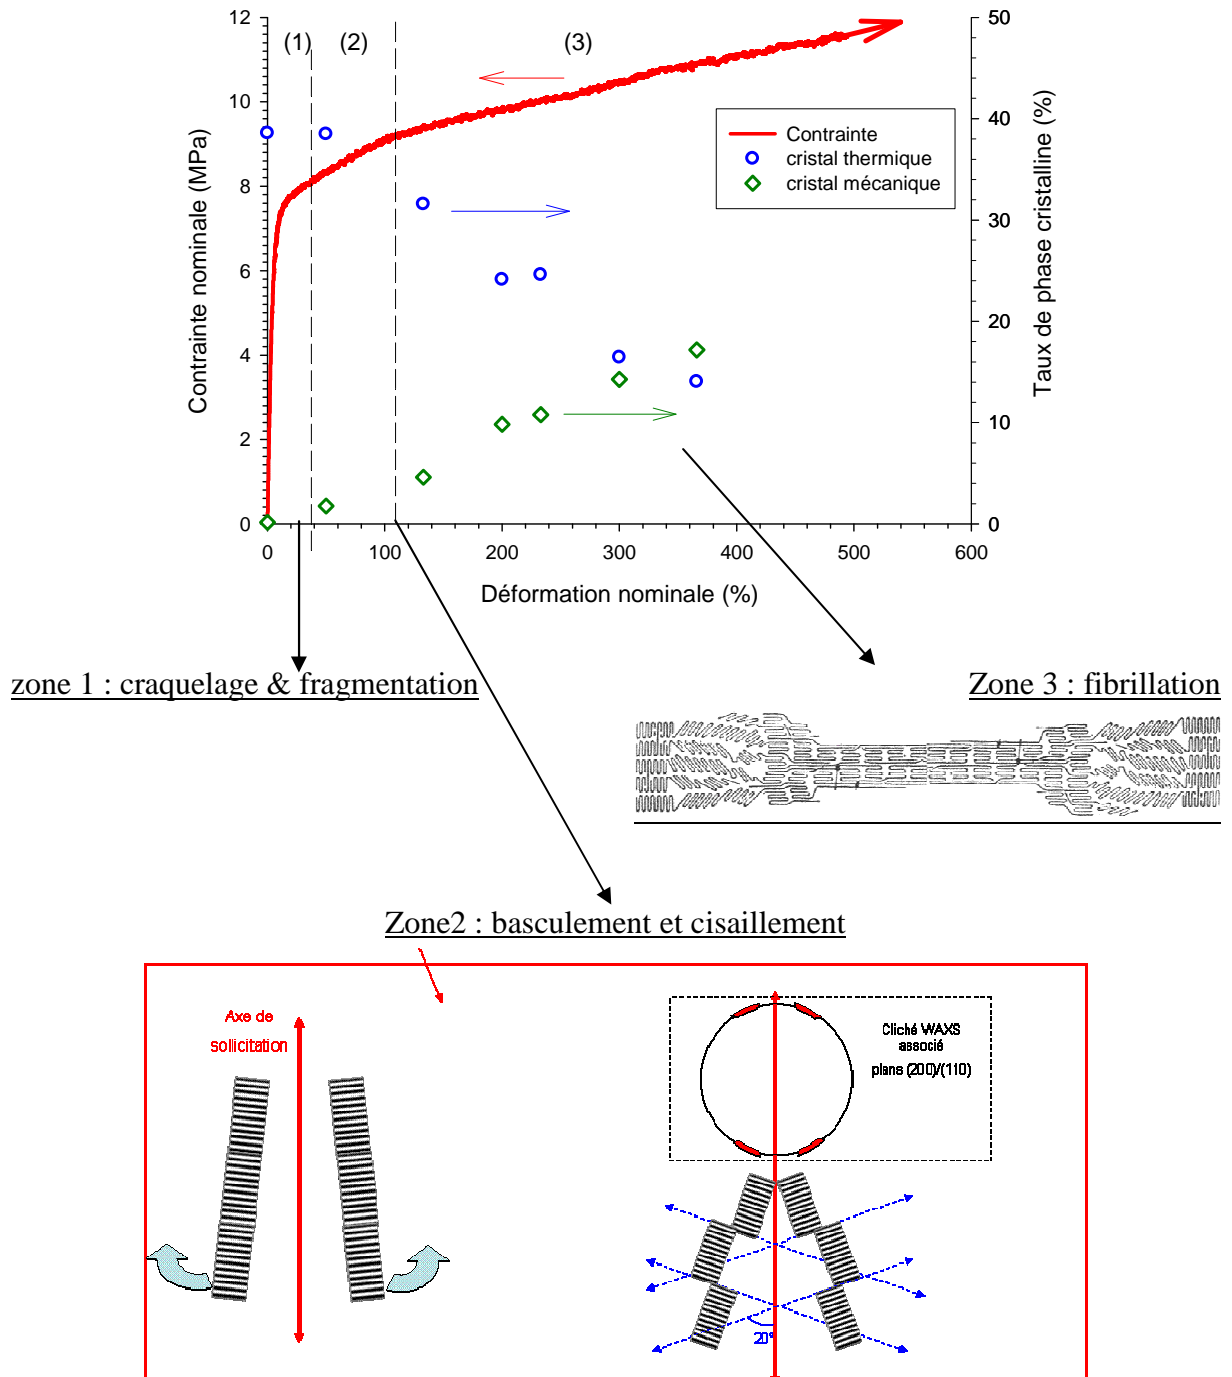 12
10
8
6
4
2
0
Contrainte nominale (MPa)
(1)
(2)
(3)
50
40
30
20
10
0
Taux de phase cristalline (%)
Contrainte
cristal thermique
cristal mécanique
0
100
200
300
400
500
600
Déformation nominale (%)
zone 1 : craquelage & fragmentation
Zone 3 : fibrillation
Zone2 : basculement et cisaillement
Axe de
sollicitation
Cliché WAXS
associé
plans (200)/(110)
20°